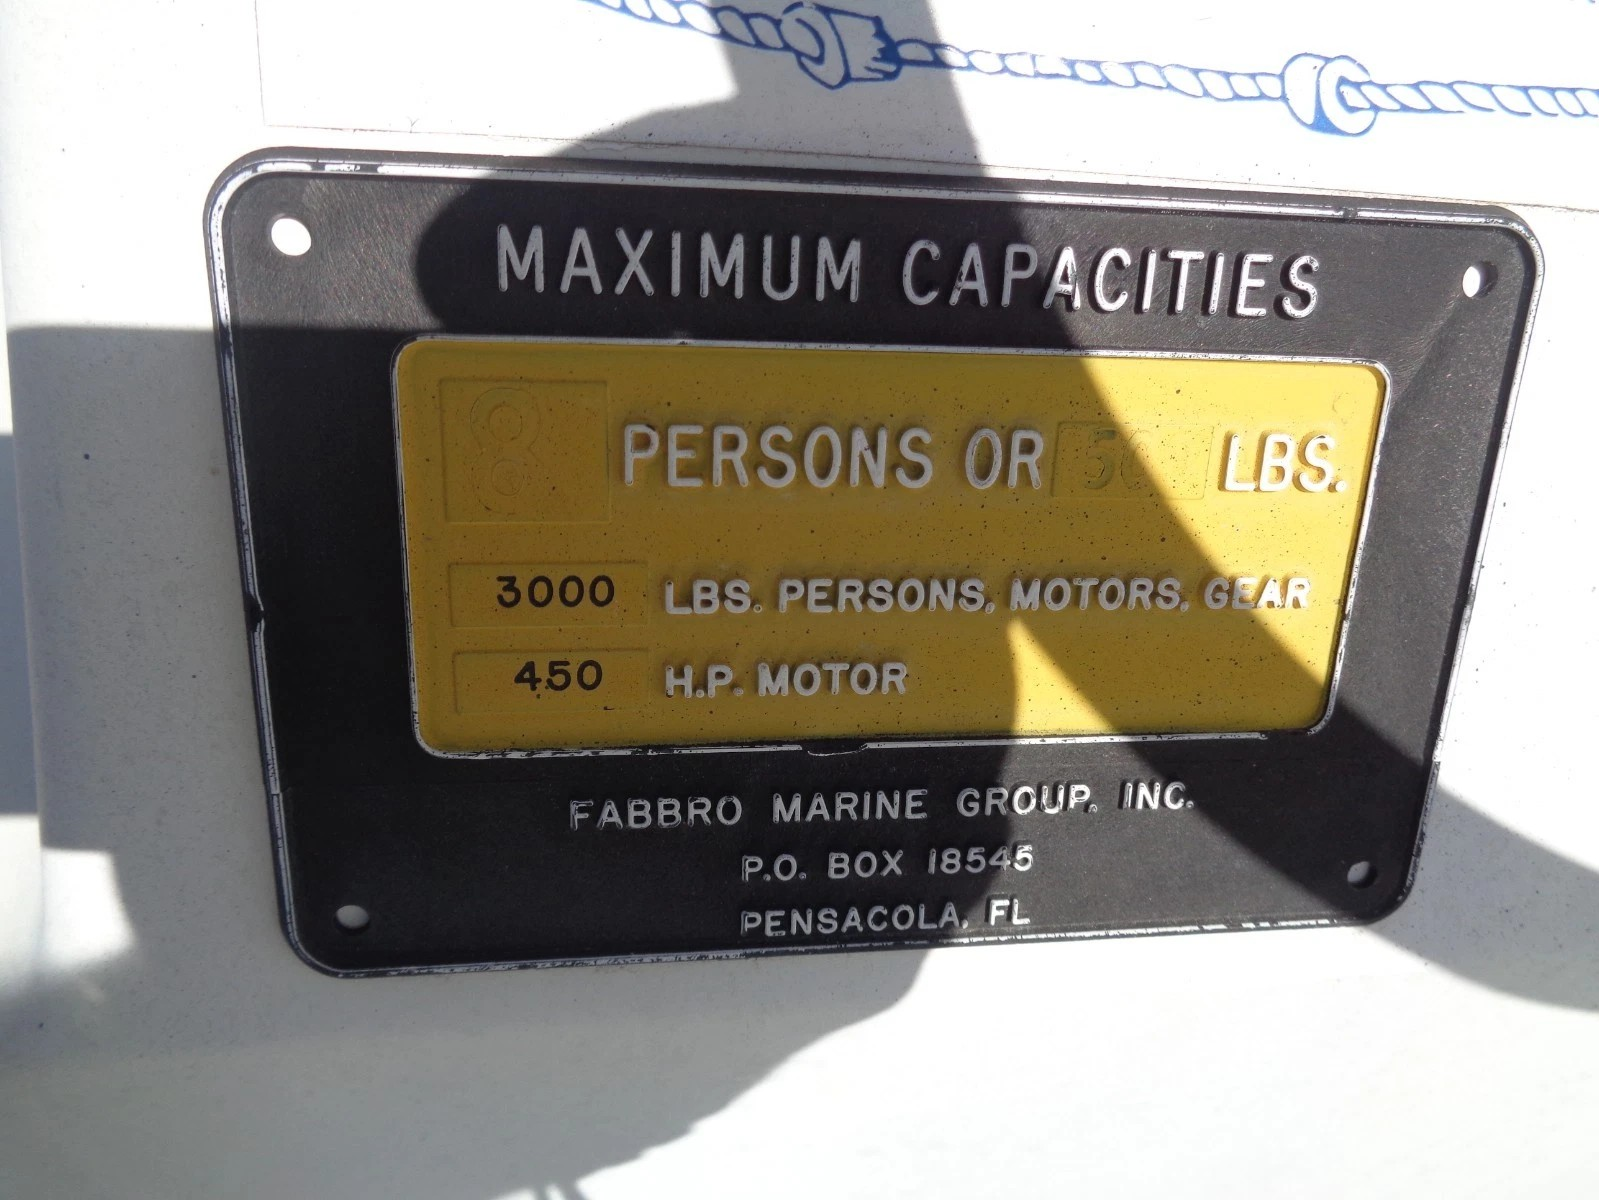 MAXIMUM CAPACITIES
8 PERSONS OR LBS.
3000 LBS. PERSONS, MOTORS, GEAR
450 H.P. MOTOR
FABBRO MARINE GROUP, INC.
P.O. BOX 18545
PENSACOLA, FL